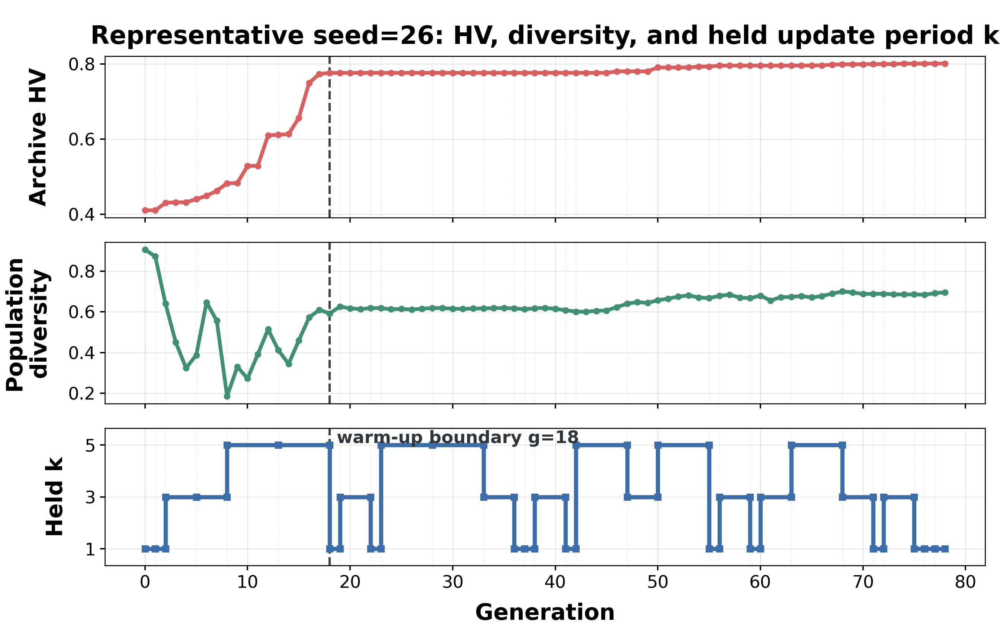 Representative seed=26: HV, diversity, and held update period k
Archive HV
0.8
0.6
0.4
Population
diversity
0.8
0.6
0.4
0.2
Held k
5
3
1
warm-up boundary g=18
0 10 20 30 40 50 60 70 80
Generation